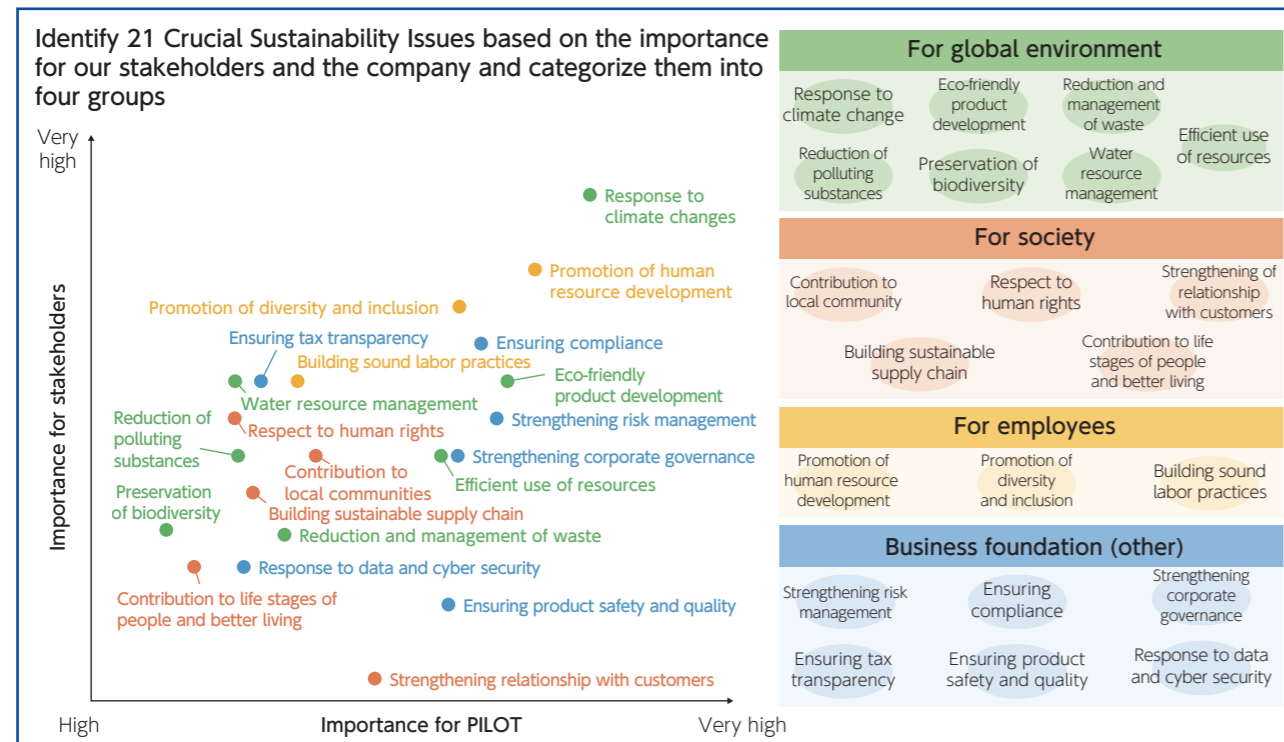 Identify 21 Crucial Sustainability Issues based on the importance
for our stakeholders and the company and categorize them into
four groups
Very
high
Importance for stakeholders
Response to
climate changes
Promotion of human
resource development
Promotion of diversity and inclusion
Ensuring tax transparency
Ensuring compliance
Building sound labor practices
Eco-friendly
product development
Water resource management
Strengthening risk management
Reduction of
polluting
substances
Respect to human rights
Strengthening corporate governance
Contribution to
local communities
Efficient use of resources
Preservation
of biodiversity
Building sustainable supply chain
Reduction and management of waste
Response to data and cyber security
Contribution to life stages of
people and better living
Ensuring product safety and quality
Strengthening relationship with customers
High
Importance for PILOT
Very high
For global environment
Response to
climate change
Eco-friendly
product
development
Reduction and
management
of waste
Efficient use
of resources
Reduction of
polluting
substances
Preservation of
biodiversity
Water
resource
management
For society
Contribution to
local community
Respect to
human rights
Strengthening of
relationship
with customers
Building sustainable
supply chain
Contribution to life
stages of people
and better living
For employees
Promotion of
human resource
development
Promotion of
diversity
and inclusion
Building sound
labor practices
Business foundation (other)
Strengthening risk
management
Ensuring
compliance
Strengthening
corporate
governance
Ensuring tax
transparency
Ensuring product
safety and quality
Response to data
and cyber security